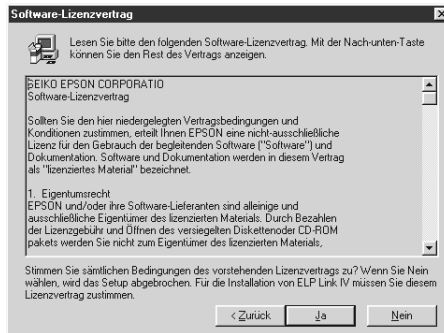 Software-Lizenzvertrag
Lesen Sie bitte den folgenden Software-Lizenzvertrag. Mit der Nach-unten-Taste
können Sie den Rest des Vertrags anzeigen.
SEIKO EPSON CORPORATIO
Software-Lizenzvertrag
Sollten Sie den hier niedergelegten Vertragsbedingungen und
Konditionen zustimmen, erteilt Ihnen EPSON eine nicht-ausschließliche
Lizenz für den Gebrauch der begleitenden Software ("Software") und
Dokumentation. Software und Dokumentation werden in diesem Vertrag
als "lizenziertes Material" bezeichnet.
1. Eigentumsrecht
EPSON und/oder ihre Software-Lieferanten sind alleinige und
ausschließliche Eigentümer des lizenzierten Materials. Durch Bezahlen
der Lizenzgebühr und Öffnen des versiegelten Diskettenoder CD-ROM
pakets werden Sie nicht zum Eigentümer des lizenzierten Materials,
Stimmen Sie sämtlichen Bedingungen des vorstehenden Lizenzvertrags zu? Wenn Sie Nein
wählen, wird das Setup abgebrochen. Für die Installation von ELP Link IV müssen Sie diesem
Lizenzvertrag zustimmen.
< Zurück Ja Nein